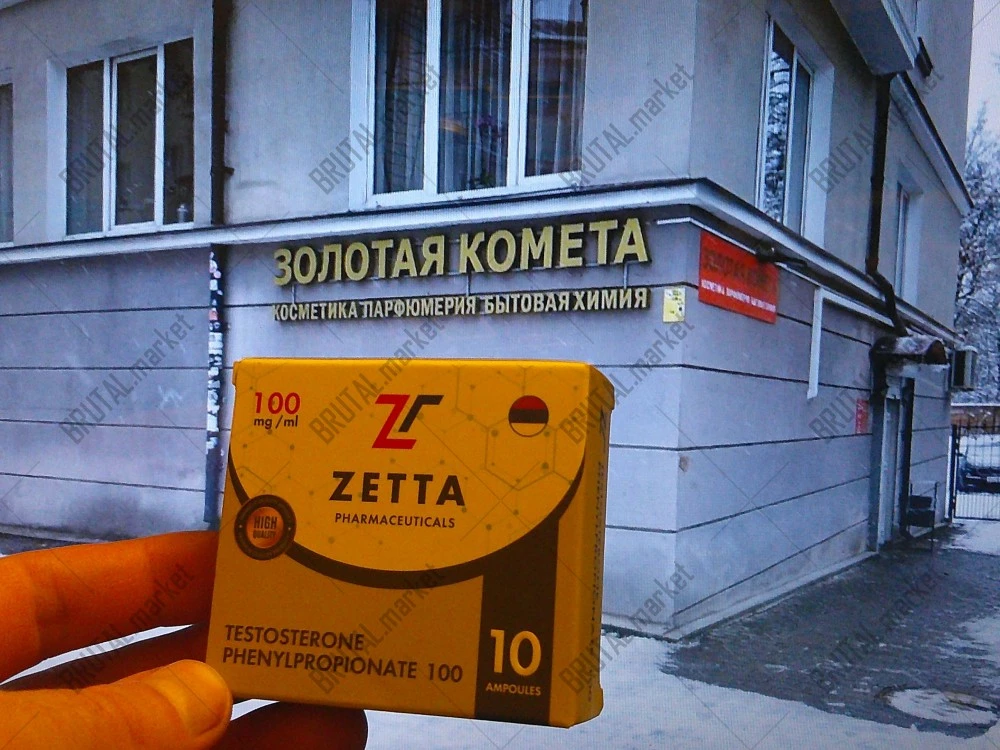 ЗОЛОТАЯ КОМЕТА
КОСМЕТИКА ПАРФЮМЕРИЯ БЫТОВАЯ ХИМИЯ
100
mg/ml
ZETTA
PHARMACEUTICALS
HIGH
QUALITY
TESTOSTERONE
PHENYLPROPIONATE 100
10
AMPOULES
BRUTAL.market